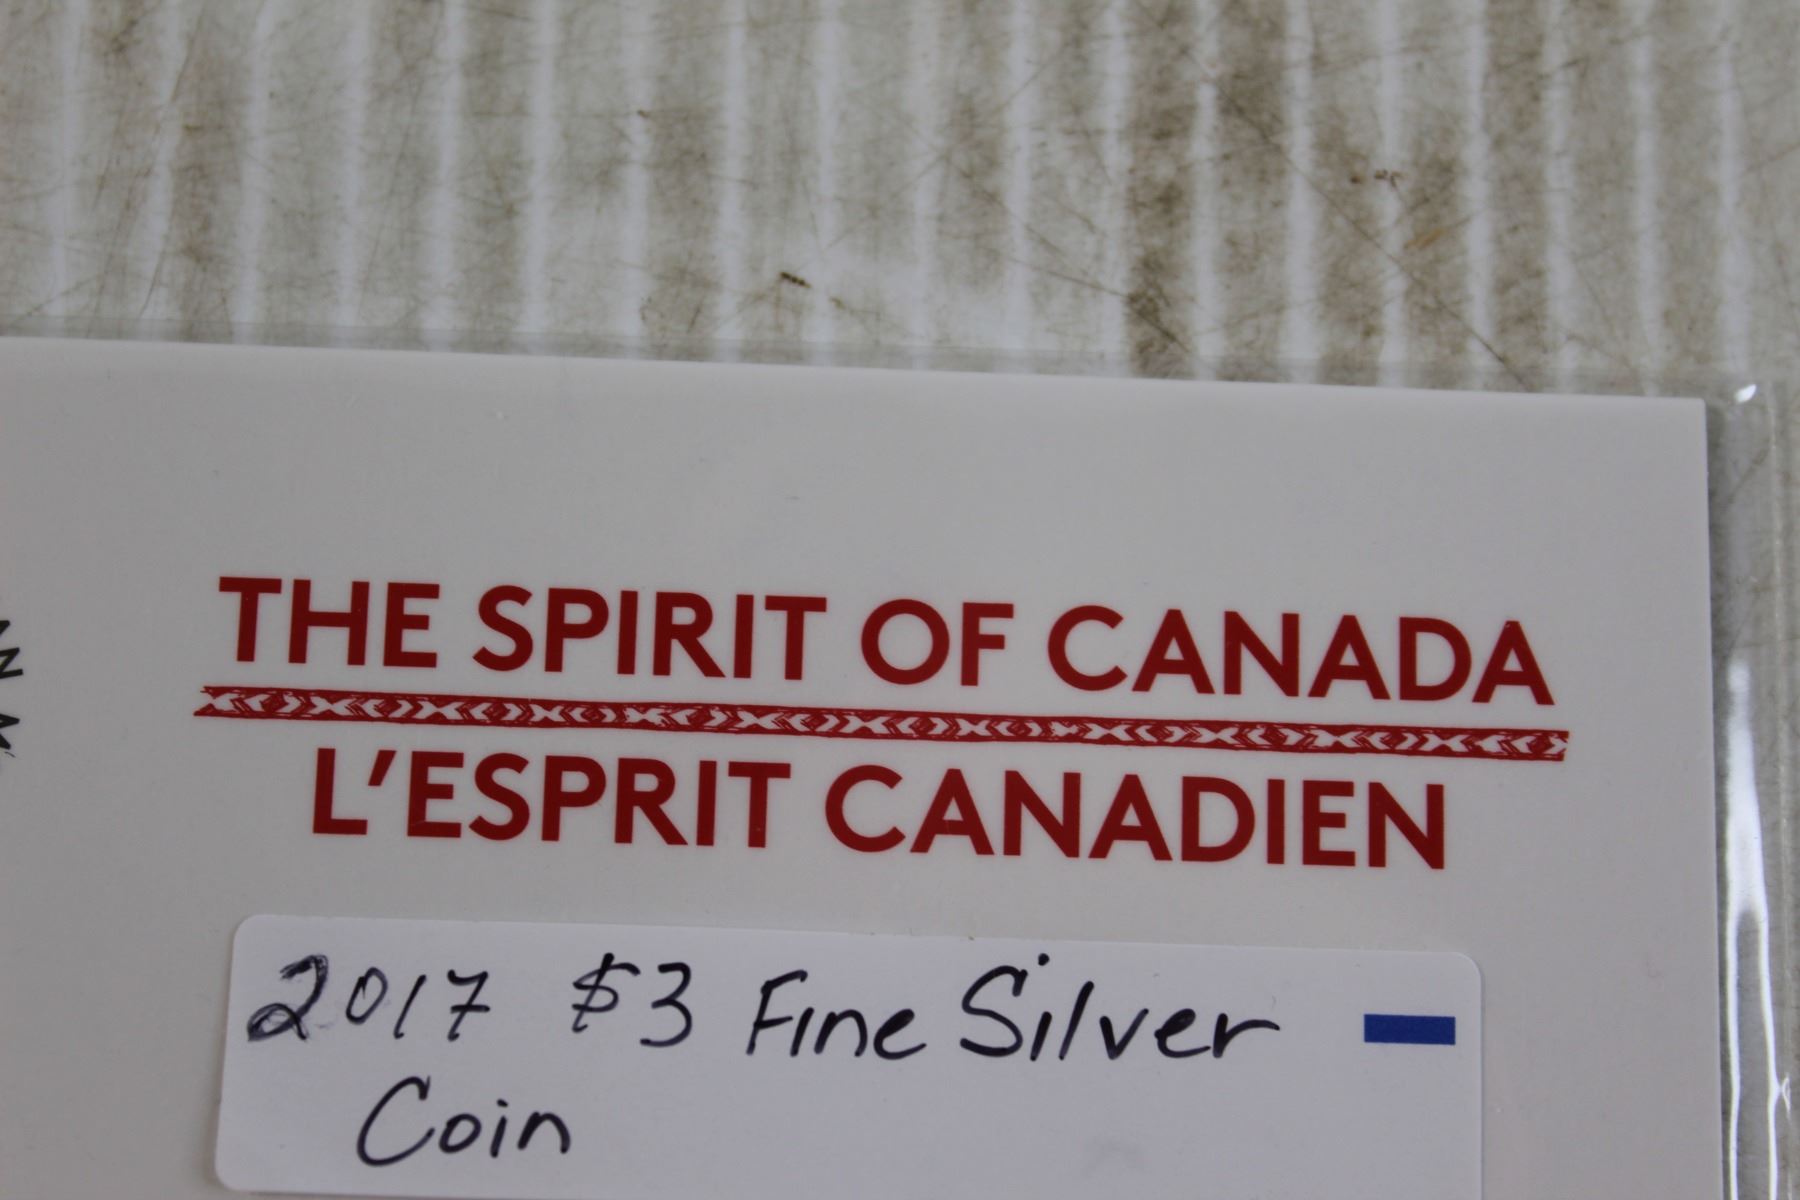 THE SPIRIT OF CANADA
L'ESPRIT CANADIEN
2017 $3 Fine Silver
Coin